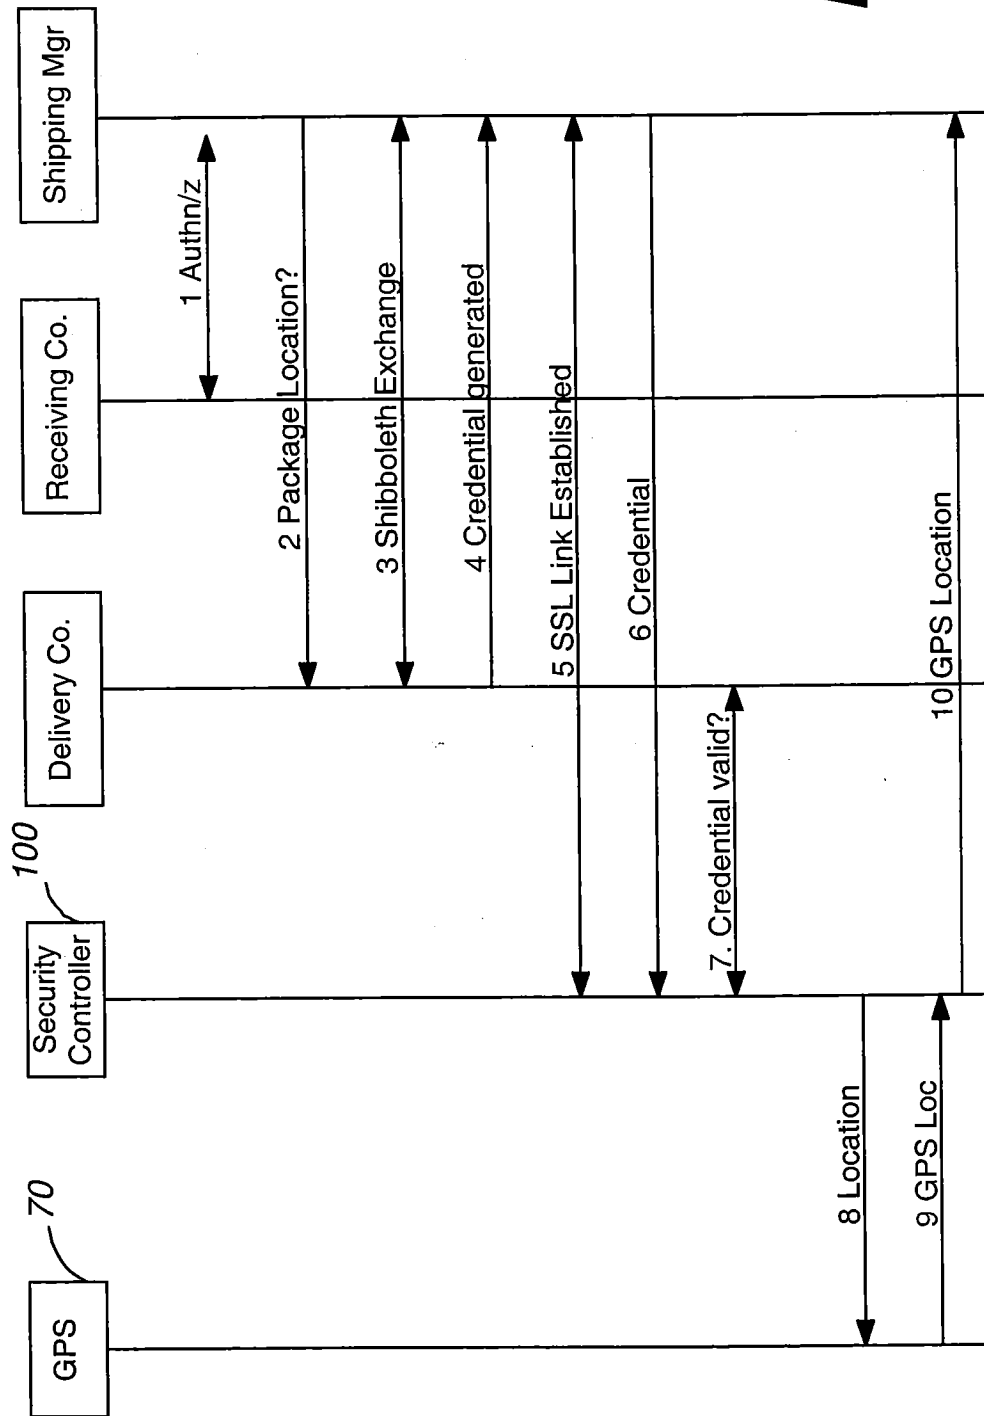 GPS
70
Security
Controller
100
Delivery Co.
Receiving Co.
Shipping Mgr
1 Authn/z
2 Package Location?
3 Shibboleth Exchange
4 Credential generated
5 SSL Link Established
6 Credential
7. Credential valid?
8 Location
9 GPS Loc
10 GPS Location